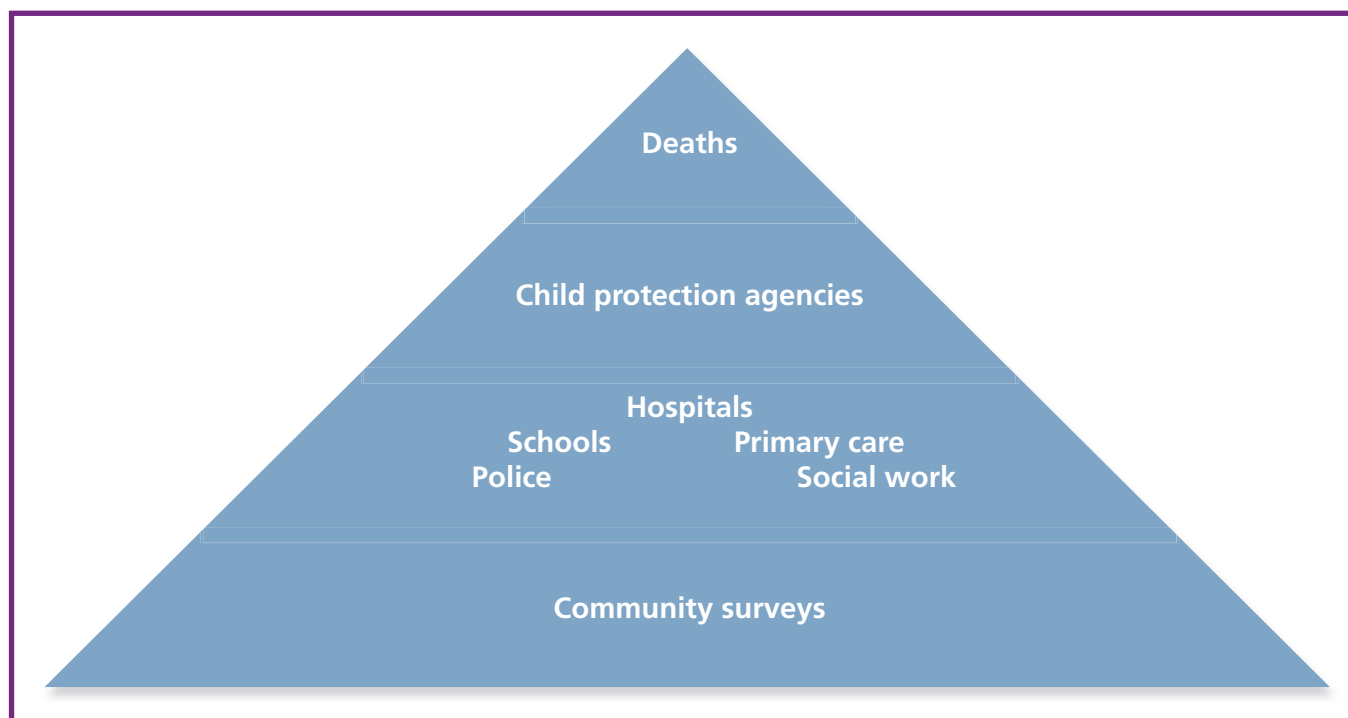 Deaths
Child protection agencies
Hospitals
Schools Primary care
Police Social work
Community surveys